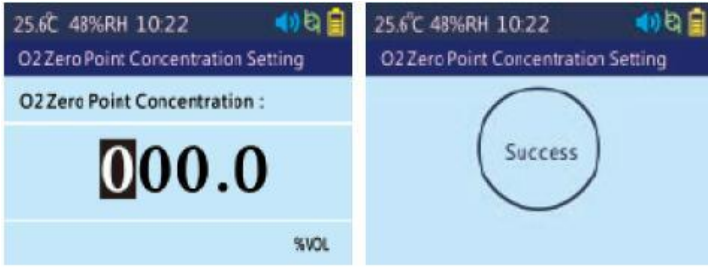 25.6℃ 48%RH 10:22
O2 Zero Point Concentration Setting
O2 Zero Point Concentration :
000.0
%VOL
25.6℃ 48%RH 10:22
O2 Zero Point Concentration Setting
Success